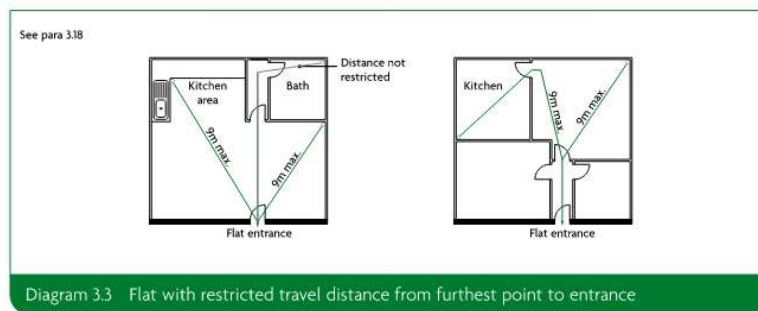 See para 3.18
Distance not
restricted
Kitchen
area
Bath
9m max.
9m max.
Flat entrance
Kitchen
9m max.
9m max.
Flat entrance
Diagram 3.3 Flat with restricted travel distance from furthest point to entrance